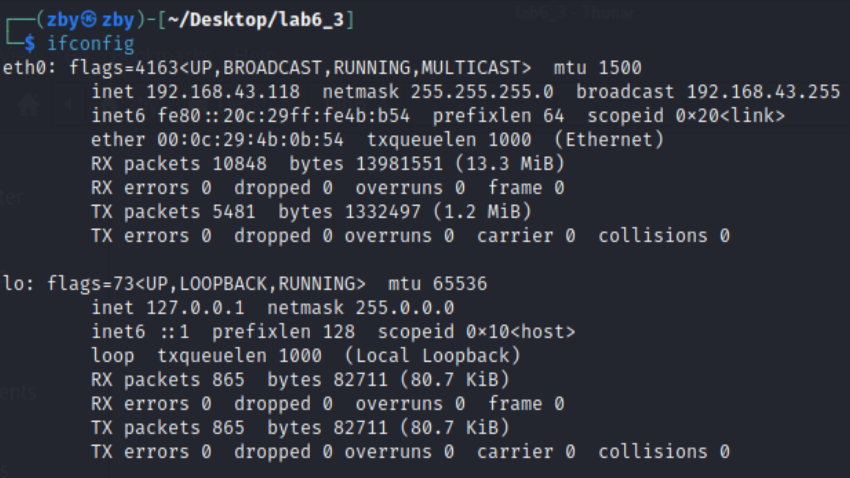 (zby㉿zby)-[~/Desktop/lab6_3]
$ ifconfig
eth0: flags=4163<UP,BROADCAST,RUNNING,MULTICAST>  mtu 1500
inet 192.168.43.118  netmask 255.255.255.0  broadcast 192.168.43.255
inet6 fe80::20c:29ff:fe4b:b54  prefixlen 64  scopeid 0x20<link>
ether 00:0c:29:4b:0b:54  txqueuelen 1000  (Ethernet)
RX packets 10848  bytes 13981551 (13.3 MiB)
RX errors 0  dropped 0  overruns 0  frame 0
TX packets 5481  bytes 1332497 (1.2 MiB)
TX errors 0  dropped 0 overruns 0  carrier 0  collisions 0
lo: flags=73<UP,LOOPBACK,RUNNING>  mtu 65536
inet 127.0.0.1  netmask 255.0.0.0
inet6 ::1  prefixlen 128  scopeid 0x10<host>
loop  txqueuelen 1000  (Local Loopback)
RX packets 865  bytes 82711 (80.7 KiB)
RX errors 0  dropped 0  overruns 0  frame 0
TX packets 865  bytes 82711 (80.7 KiB)
TX errors 0  dropped 0 overruns 0  carrier 0  collisions 0